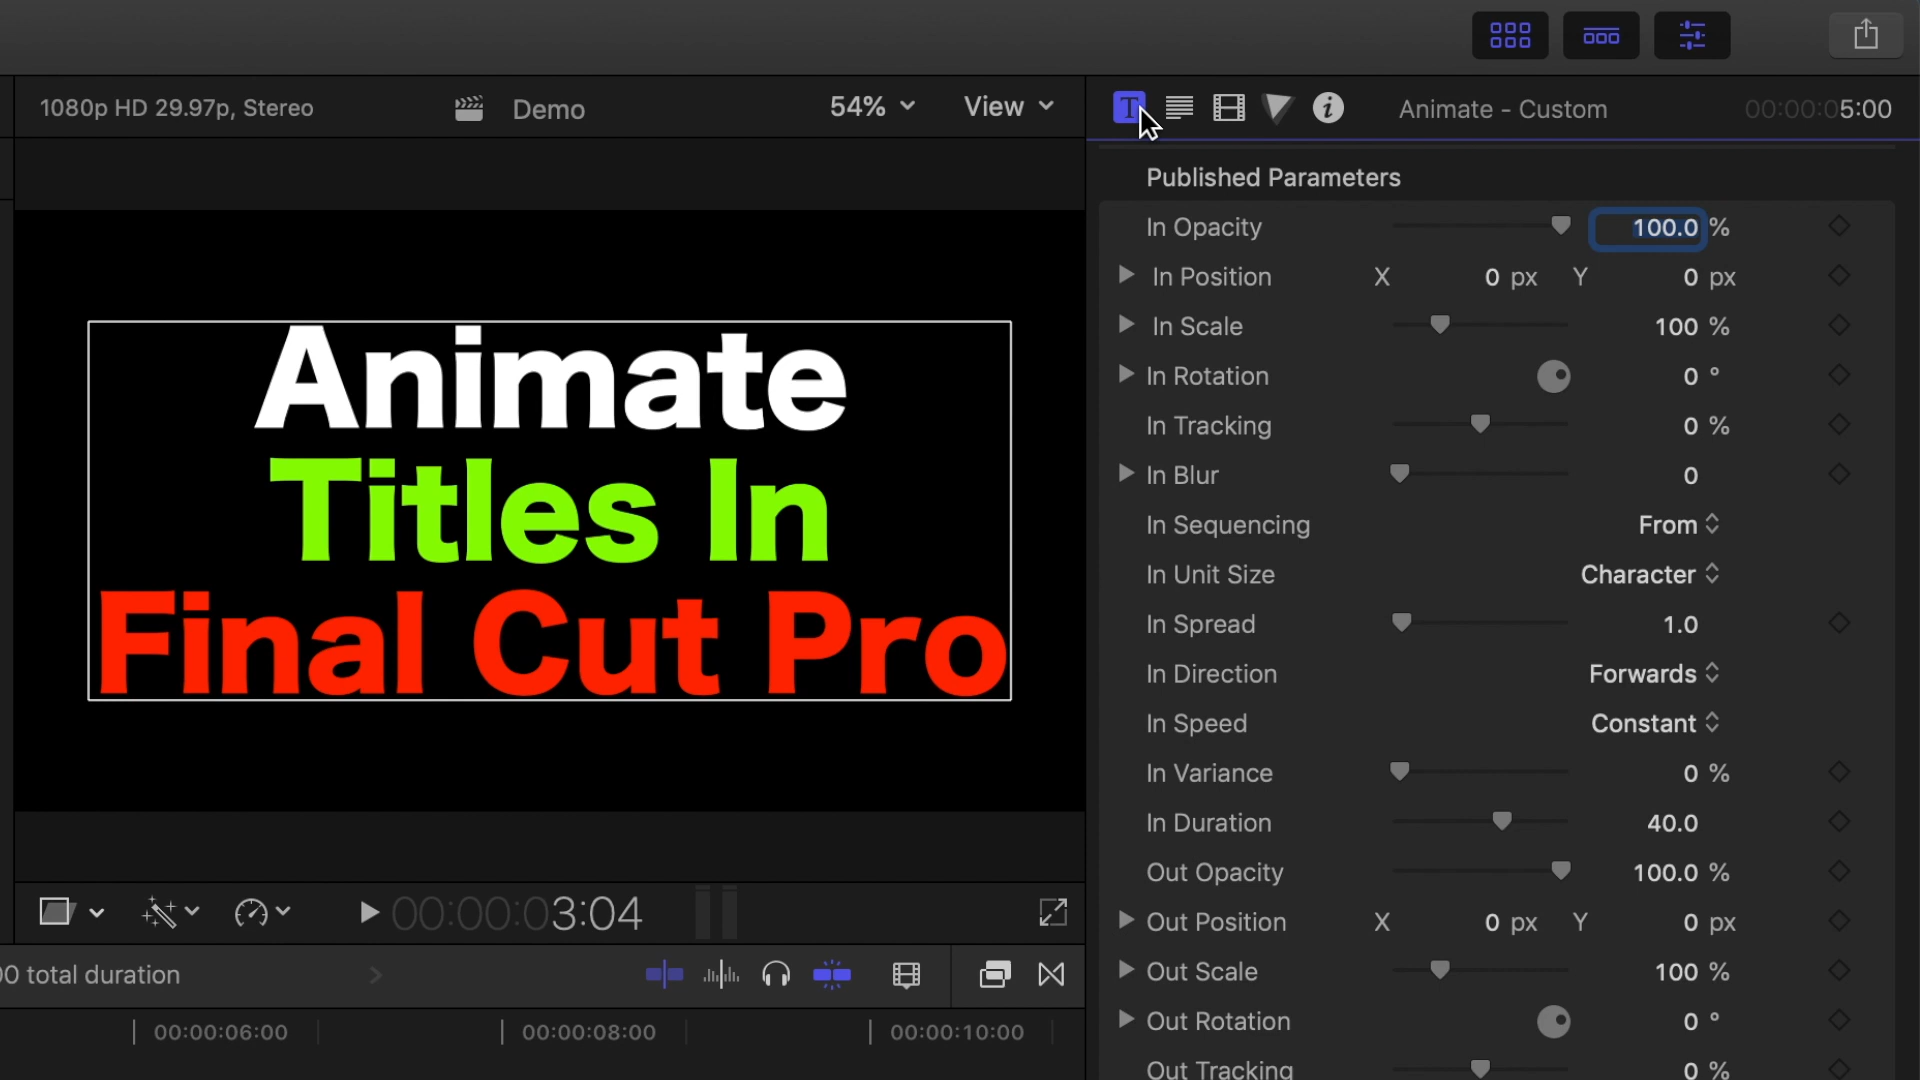 1080p HD 29.97p, Stereo
Demo
54%
View
T
i
Animate - Custom
00:00:05:00
Published Parameters
In Opacity 100.0 %
In Position X 0 px Y 0 px
In Scale 100 %
In Rotation 0 °
In Tracking 0 %
In Blur 0
In Sequencing From
In Unit Size Character
In Spread 1.0
In Direction Forwards
In Speed Constant
In Variance 0 %
In Duration 40.0
Out Opacity 100.0 %
Out Position X 0 px Y 0 px
Out Scale 100 %
Out Rotation 0 °
Out Tracking 0 %
Animate
Titles In
Final Cut Pro
00:00:03:04
00 total duration
00:00:06:00
00:00:08:00
00:00:10:00